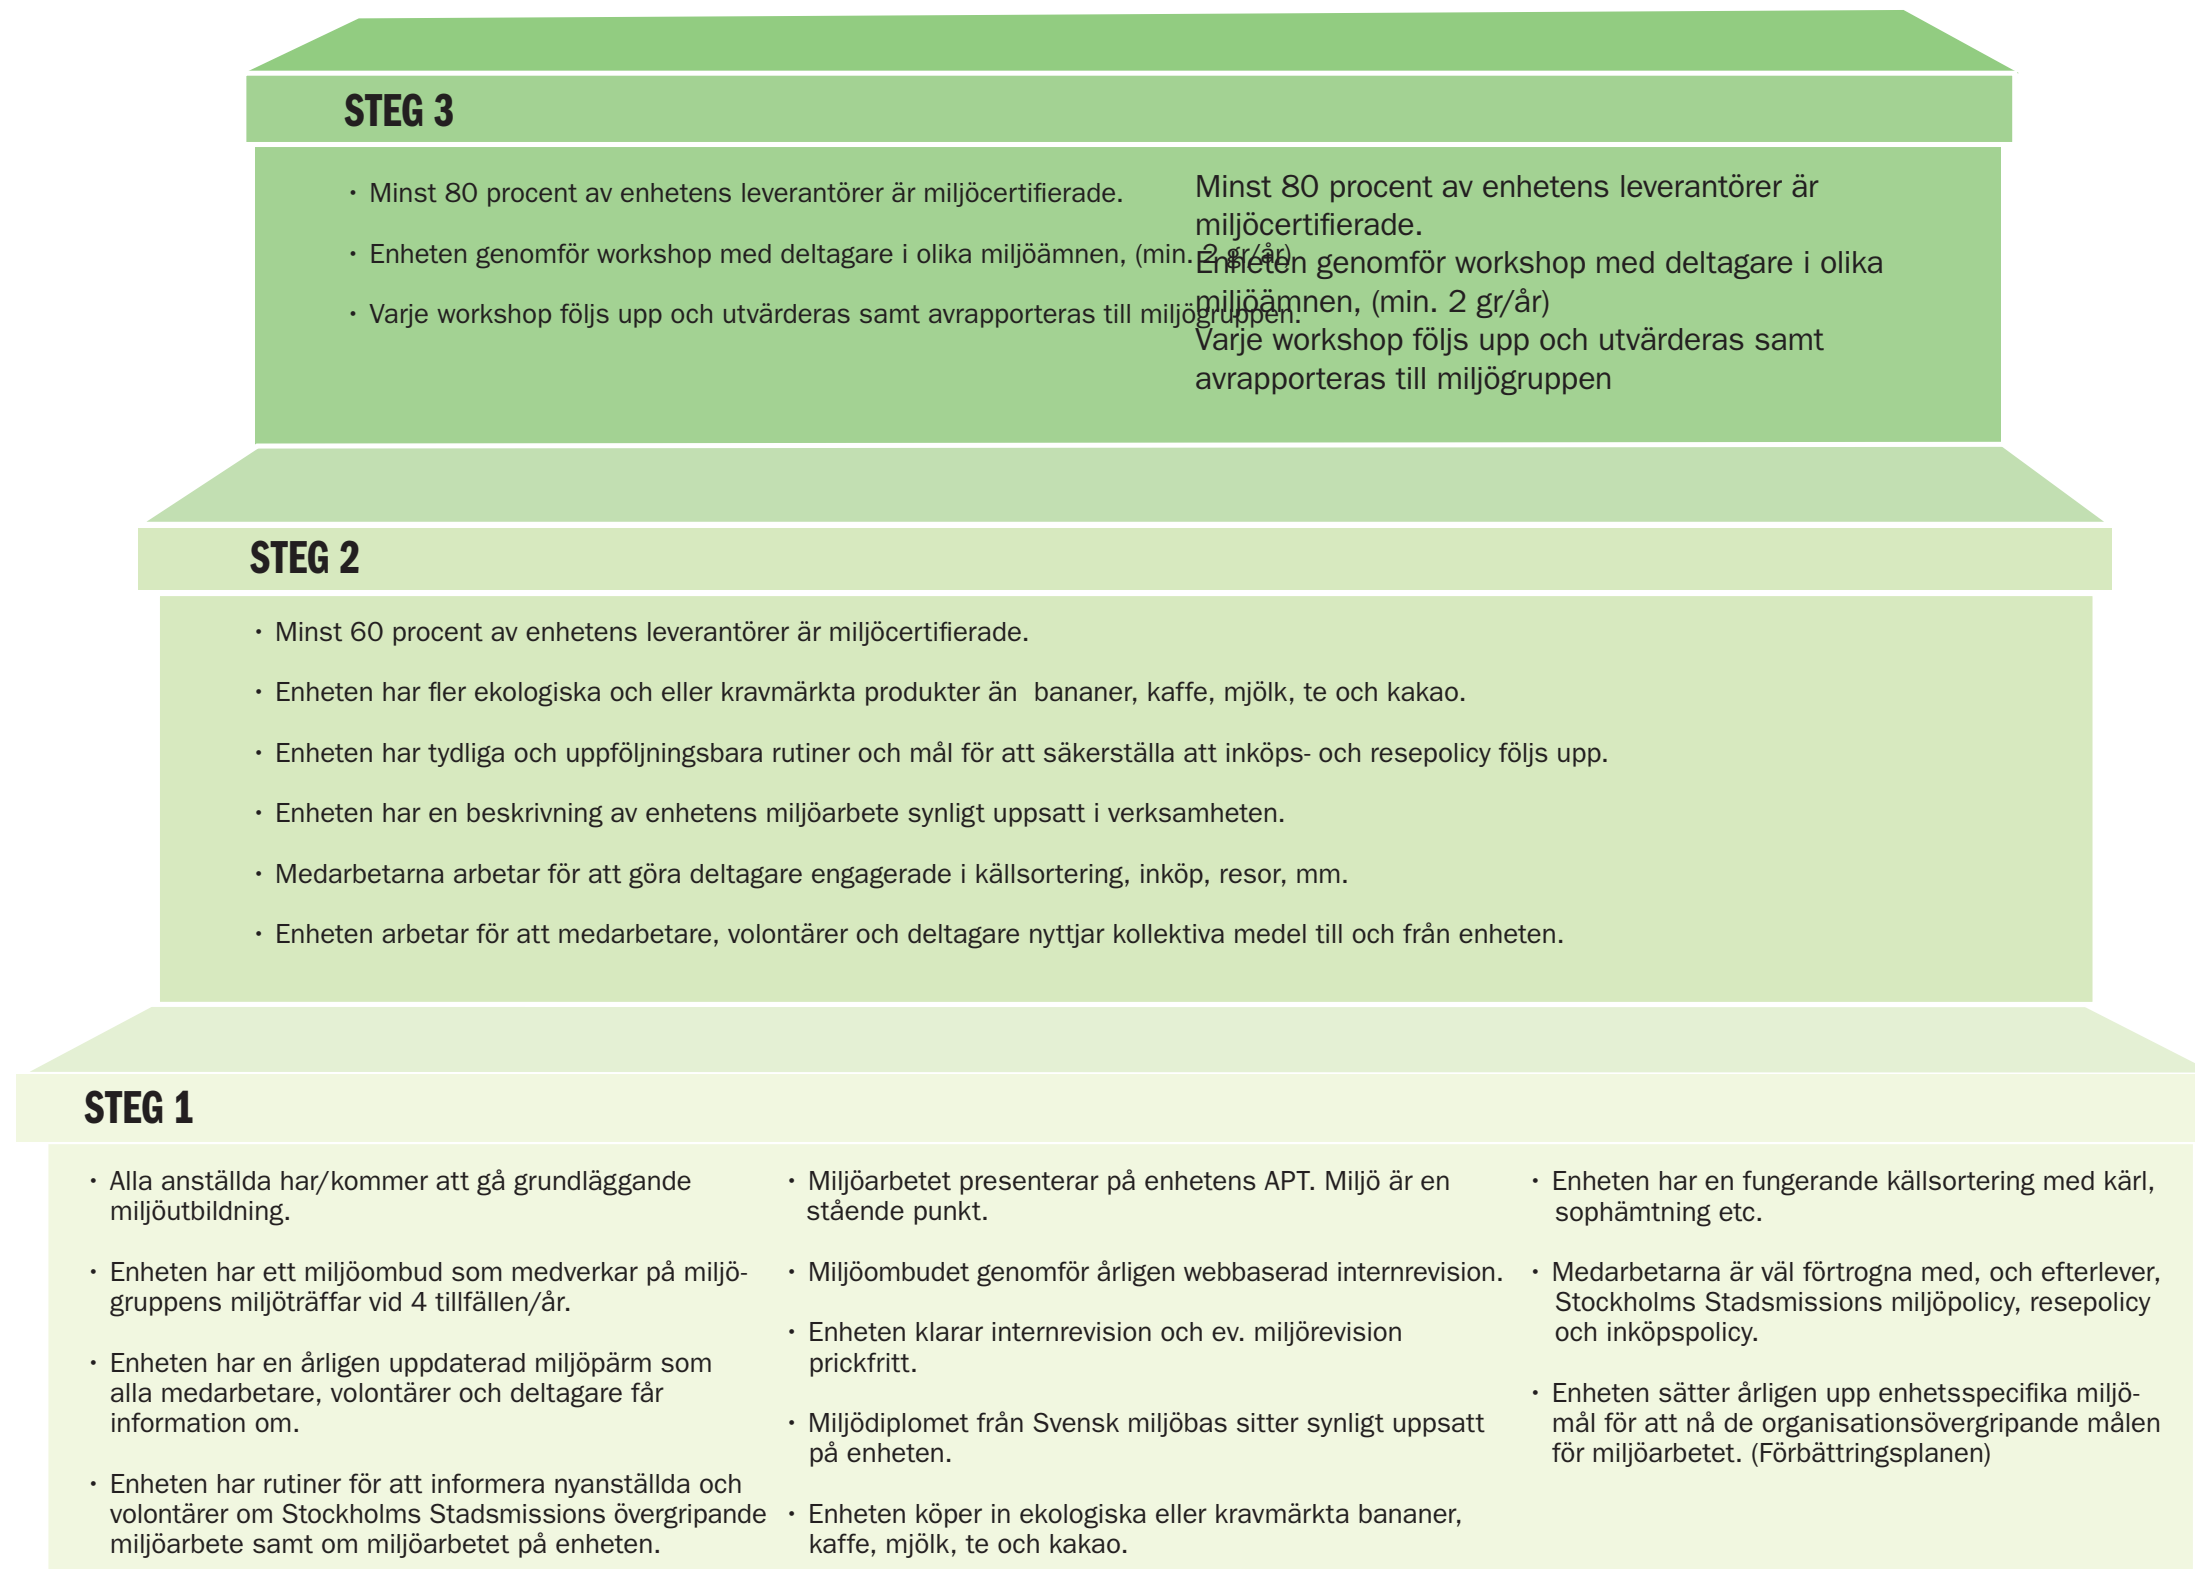 STEG 3
• Minst 80 procent av enhetens leverantörer är miljöcertifierade.
• Enheten genomför workshop med deltagare i olika miljöämnen, (min. 2 gr/år)
• Varje workshop följs upp och utvärderas samt avrapporteras till miljögruppen.
Minst 80 procent av enhetens leverantörer är
miljöcertifierade.
Enheten genomför workshop med deltagare i olika
miljöämnen, (min. 2 gr/år)
Varje workshop följs upp och utvärderas samt
avrapporteras till miljögruppen
STEG 2
• Minst 60 procent av enhetens leverantörer är miljöcertifierade.
• Enheten har fler ekologiska och eller kravmärkta produkter än  bananer, kaffe, mjölk, te och kakao.
• Enheten har tydliga och uppföljningsbara rutiner och mål för att säkerställa att inköps- och resepolicy följs upp.
• Enheten har en beskrivning av enhetens miljöarbete synligt uppsatt i verksamheten.
• Medarbetarna arbetar för att göra deltagare engagerade i källsortering, inköp, resor, mm.
• Enheten arbetar för att medarbetare, volontärer och deltagare nyttjar kollektiva medel till och från enheten.
STEG 1
• Alla anställda har/kommer att gå grundläggande
miljöutbildning.
• Enheten har ett miljöombud som medverkar på miljö-
gruppens miljöträffar vid 4 tillfällen/år.
• Enheten har en årligen uppdaterad miljöpärm som
alla medarbetare, volontärer och deltagare får
information om.
• Enheten har rutiner för att informera nyanställda och
volontärer om Stockholms Stadsmissions övergripande
miljöarbete samt om miljöarbetet på enheten.
• Miljöarbetet presenterar på enhetens APT. Miljö är en
stående punkt.
• Miljöombudet genomför årligen webbaserad internrevision.
• Enheten klarar internrevision och ev. miljörevision
prickfritt.
• Miljödiplomet från Svensk miljöbas sitter synligt uppsatt
på enheten.
• Enheten köper in ekologiska eller kravmärkta bananer,
kaffe, mjölk, te och kakao.
• Enheten har en fungerande källsortering med kärl,
sophämtning etc.
• Medarbetarna är väl förtrogna med, och efterlever,
Stockholms Stadsmissions miljöpolicy, resepolicy
och inköpspolicy.
• Enheten sätter årligen upp enhetsspecifika miljö-
mål för att nå de organisationsövergripande målen
för miljöarbetet. (Förbättringsplanen)